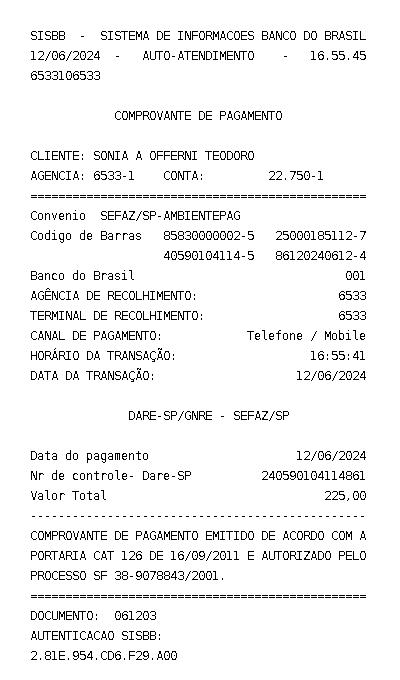 SISBB - SISTEMA DE INFORMACOES BANCO DO BRASIL
12/06/2024 - AUTO-ATENDIMENTO - 16.55.45
6533106533
COMPROVANTE DE PAGAMENTO
CLIENTE: SONIA A OFFERNI TEODORO
AGENCIA: 6533-1 CONTA: 22.750-1
================================================
Convenio SEFAZ/SP-AMBIENTEPAG
Codigo de Barras 85830000002-5 25000185112-7
40590104114-5 86120240612-4
Banco do Brasil 001
AGÊNCIA DE RECOLHIMENTO: 6533
TERMINAL DE RECOLHIMENTO: 6533
CANAL DE PAGAMENTO: Telefone / Mobile
HORÁRIO DA TRANSAÇÃO: 16:55:41
DATA DA TRANSAÇÃO: 12/06/2024
DARE-SP/GNRE - SEFAZ/SP
Data do pagamento 12/06/2024
Nr de controle- Dare-SP 240590104114861
Valor Total 225,00
------------------------------------------------
COMPROVANTE DE PAGAMENTO EMITIDO DE ACORDO COM A
PORTARIA CAT 126 DE 16/09/2011 E AUTORIZADO PELO
PROCESSO SF 38-9078843/2001.
================================================
DOCUMENTO: 061203
AUTENTICACAO SISBB:
2.81E.954.CD6.F29.A00